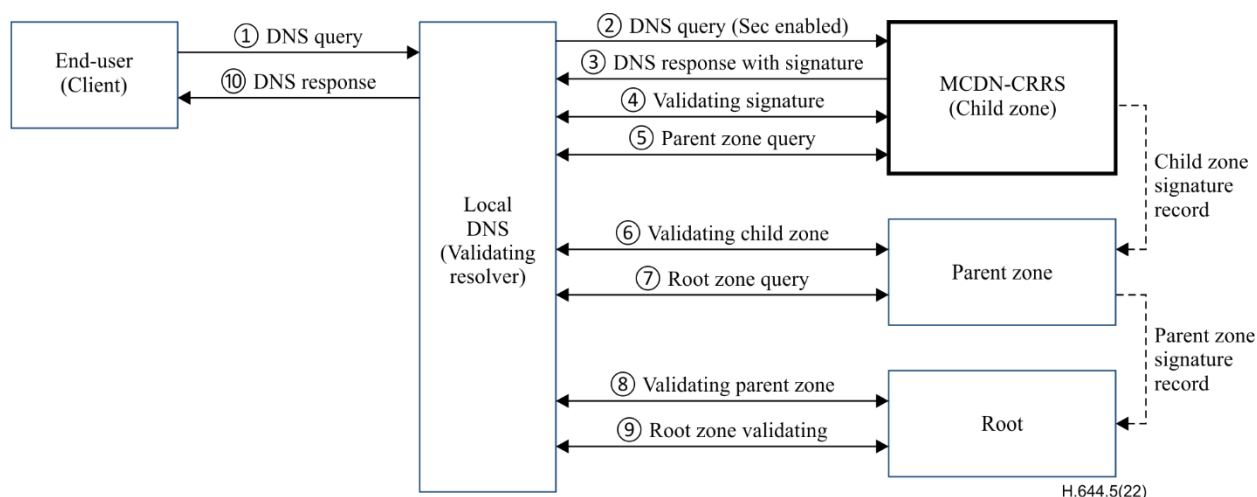 ① DNS query
⑩ DNS response
End-user
(Client)
② DNS query (Sec enabled)
③ DNS response with signature
④ Validating signature
⑤ Parent zone query
MCDN-CRRS
(Child zone)
Child zone
signature
record
Local
DNS
(Validating
resolver)
⑥ Validating child zone
⑦ Root zone query
Parent zone
Parent zone
signature
record
⑧ Validating parent zone
⑨ Root zone validating
Root
H.644.5(22)